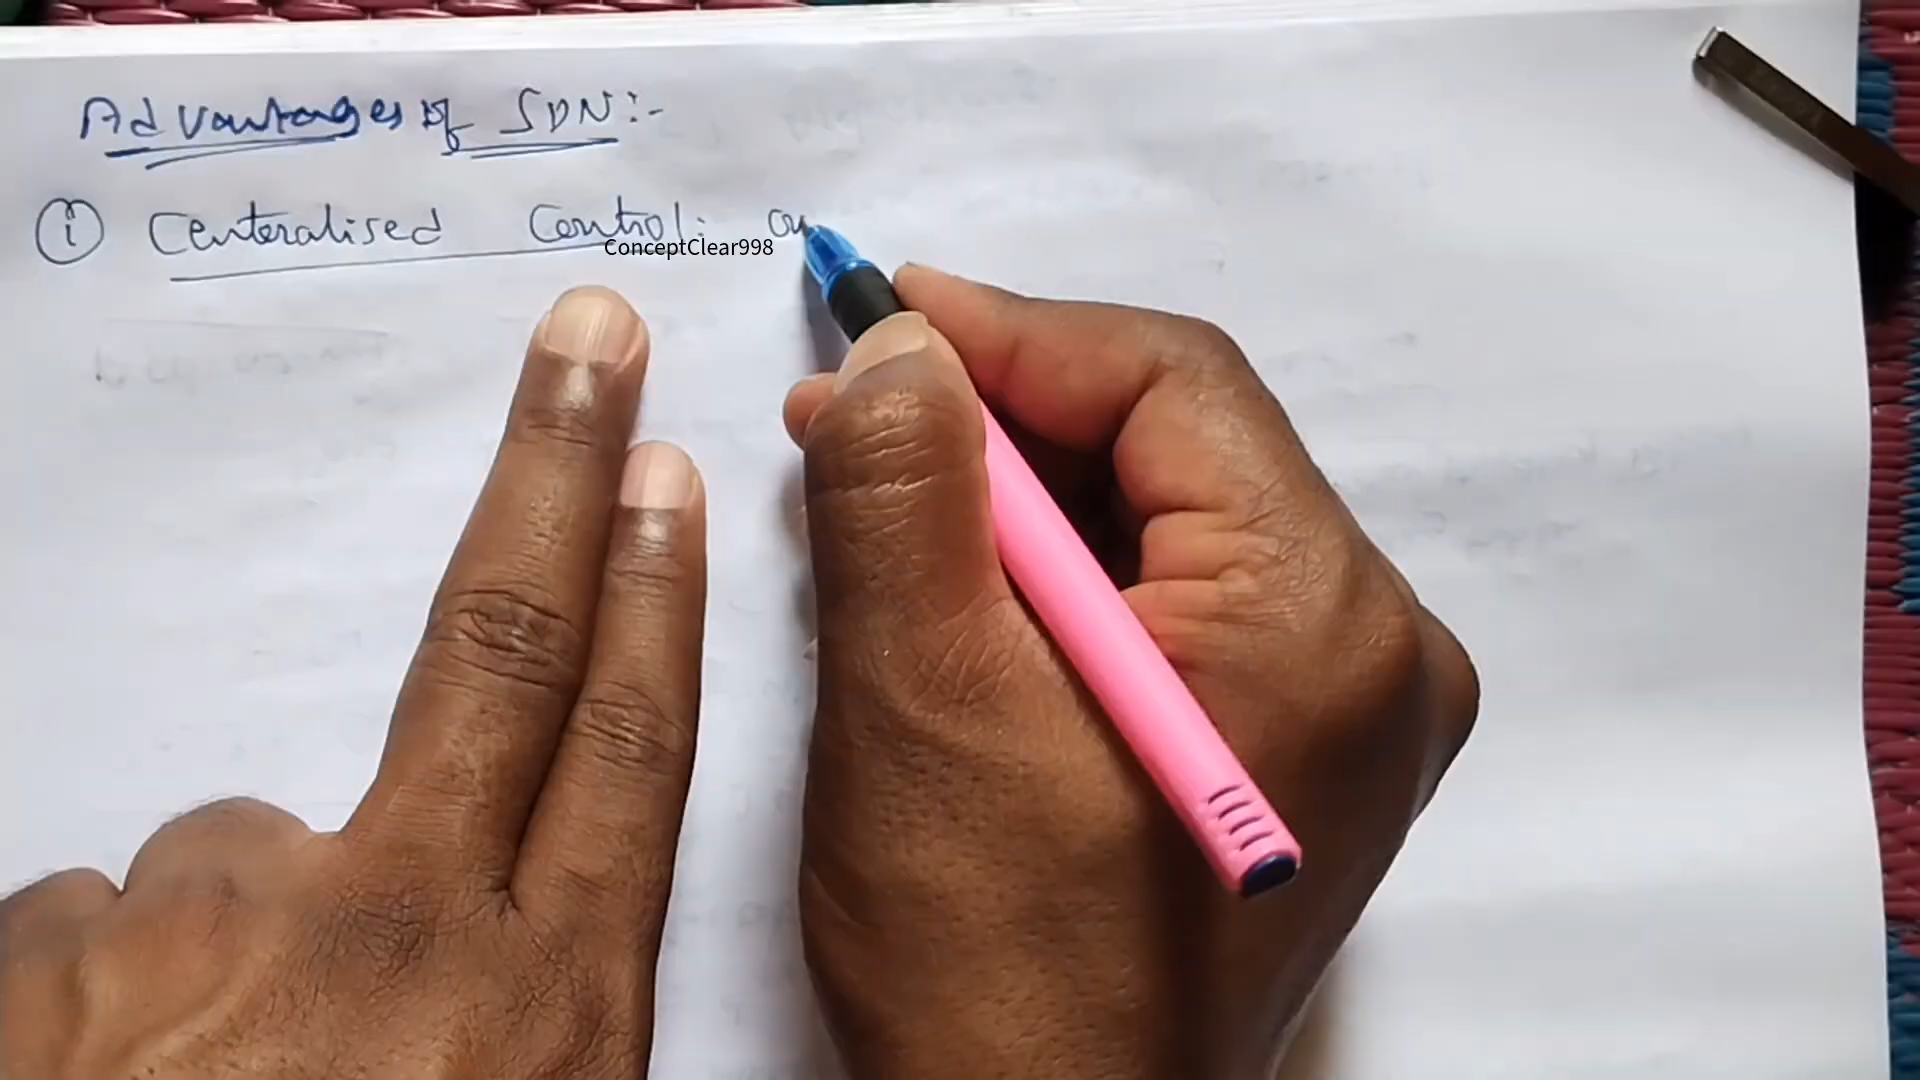 Advantages of SDN:-
(i) Centeralised Control:
ConceptClear998